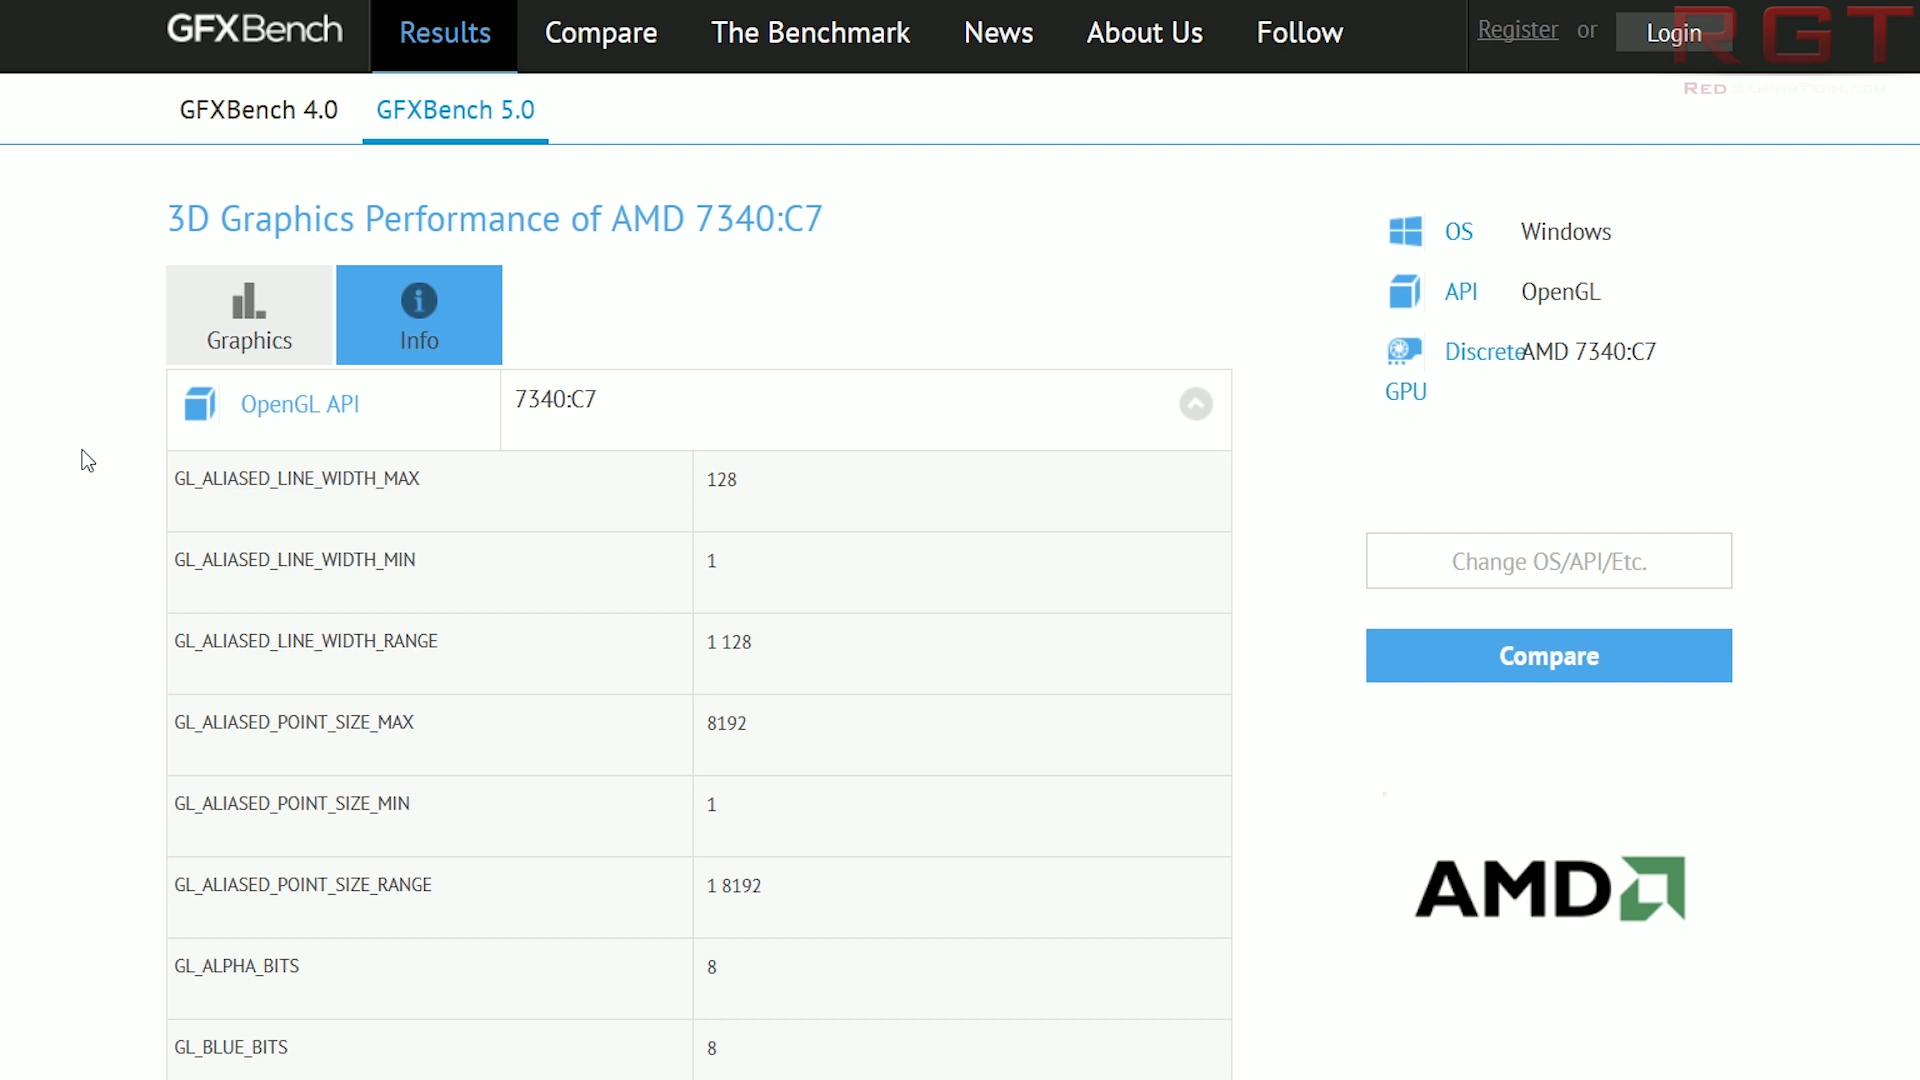 GFXBench
Results
Compare
The Benchmark
News
About Us
Follow
Register or
Login
RGT
RED
GFXBench 4.0
GFXBench 5.0
3D Graphics Performance of AMD 7340:C7
Graphics
Info
OS Windows
API OpenGL
Discrete AMD 7340:C7
GPU
OpenGL API 7340:C7
GL_ALIASED_LINE_WIDTH_MAX 128
GL_ALIASED_LINE_WIDTH_MIN 1
GL_ALIASED_LINE_WIDTH_RANGE 1 128
GL_ALIASED_POINT_SIZE_MAX 8192
GL_ALIASED_POINT_SIZE_MIN 1
GL_ALIASED_POINT_SIZE_RANGE 1 8192
GL_ALPHA_BITS 8
GL_BLUE_BITS 8
Change OS/API/Etc.
Compare
AMD